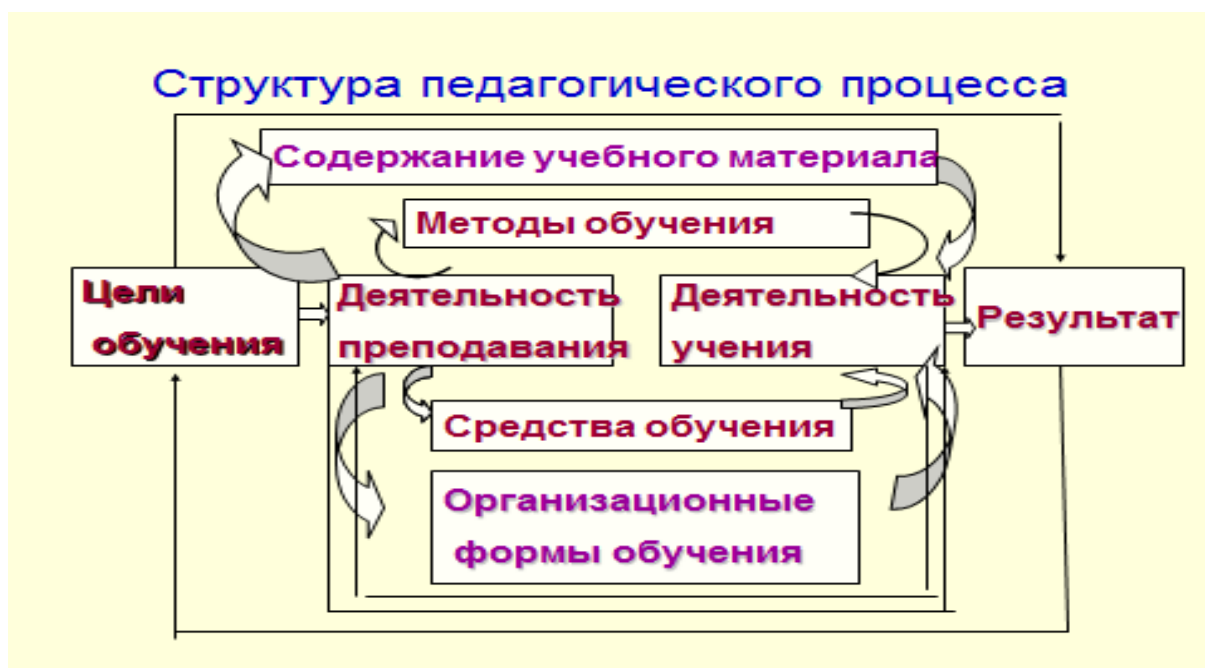 Структура педагогического процесса
Содержание учебного материала
Методы обучения
Цели
обучения
Деятельность
преподавания
Деятельность
учения
Результат
Средства обучения
Организационные
формы обучения